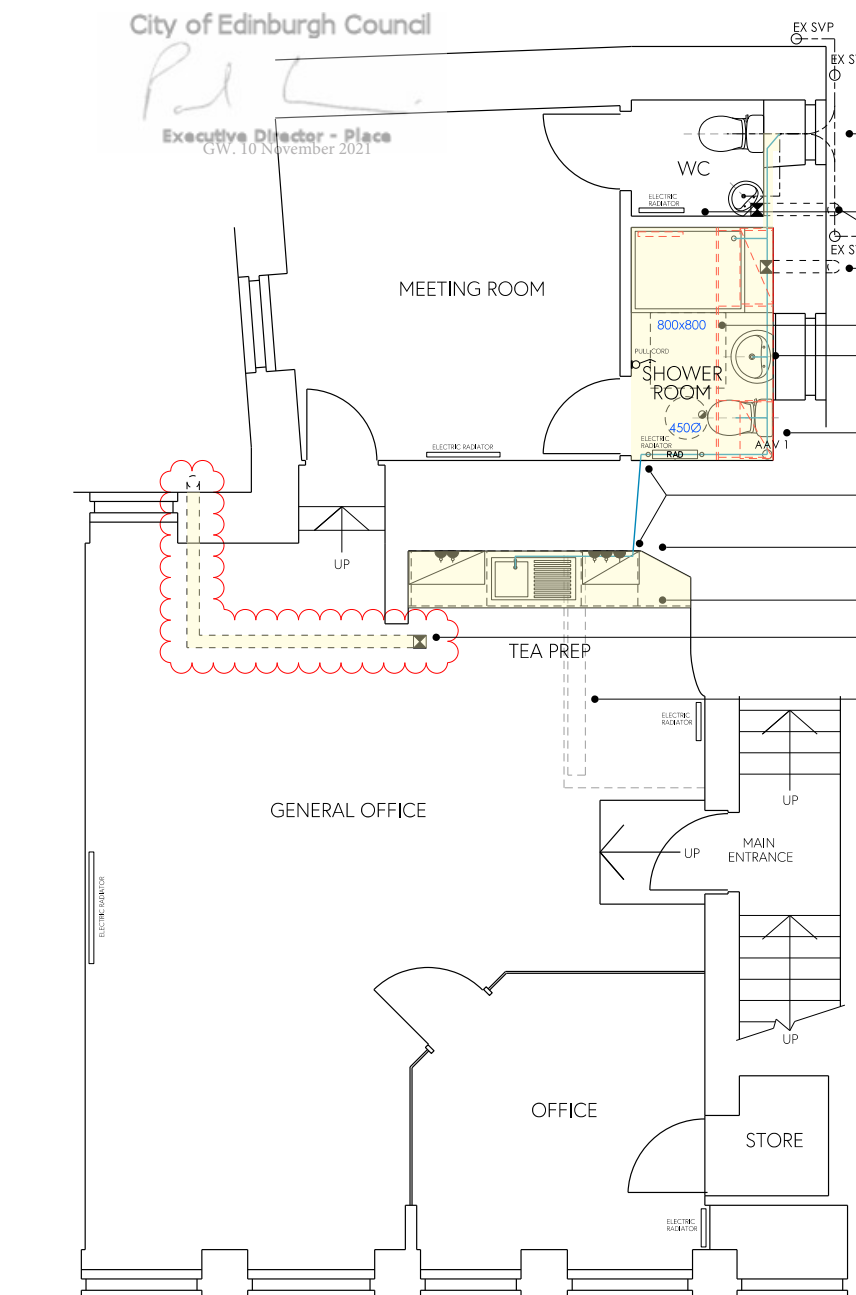 City of Edinburgh Council
Executive Director - Place
GW. 10 November 2021
EX SVP
WC
ELECTRIC
RADIATOR
MEETING ROOM
800x800
PULL CORD
SHOWER
ROOM
450Ø
ELECTRIC
RADIATOR
RAD
AAV 1
ELECTRIC RADIATOR
UP
TEA PREP
ELECTRIC
RADIATOR
GENERAL OFFICE
UP
UP
MAIN
ENTRANCE
ELECTRIC RADIATOR
UP
OFFICE
STORE
ELECTRIC
RADIATOR